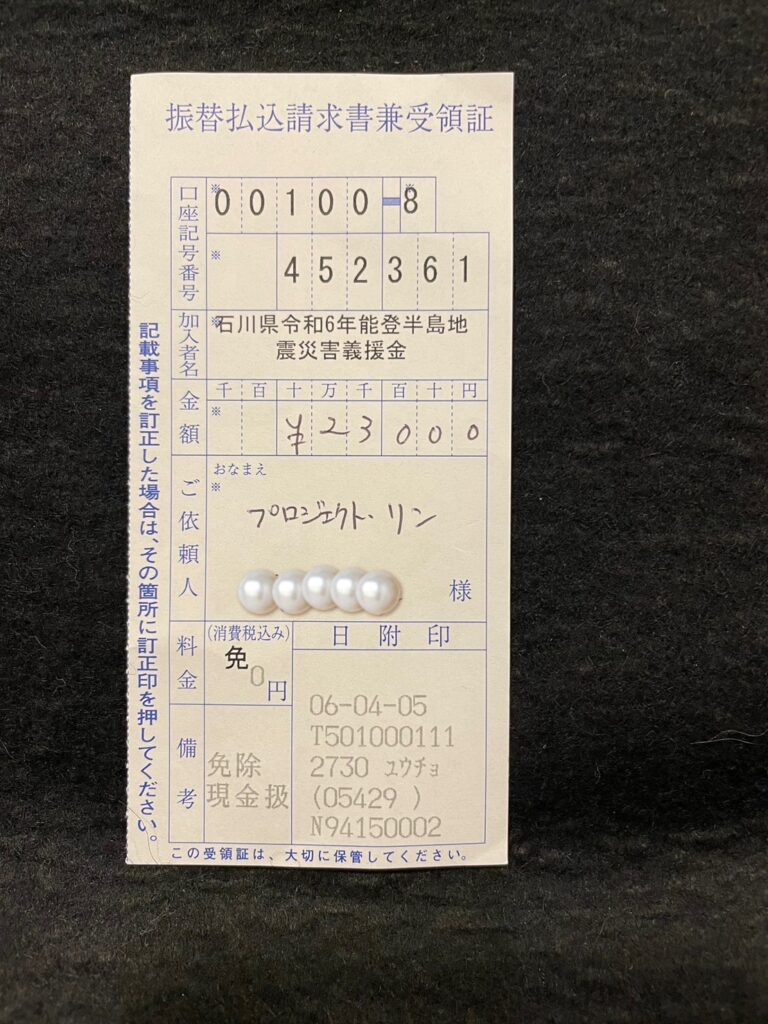 振替払込請求書兼受領証
口座記号番号
※00100-※8
※452361
加入者名
※石川県令和6年能登半島地
震災害義援金
金額
千百十万千百十円
※
¥23000
ご依頼人
おなまえ
※
プロジェクト・リン
様
料金
(消費税込み)
免
0円
日附印
06-04-05
T501000111
2730 ユウチョ
(05429 )
N94150002
備考
免除
現金扱
この受領証は、大切に保管してください。
記載事項を訂正した場合は、その箇所に訂正印を押してください。